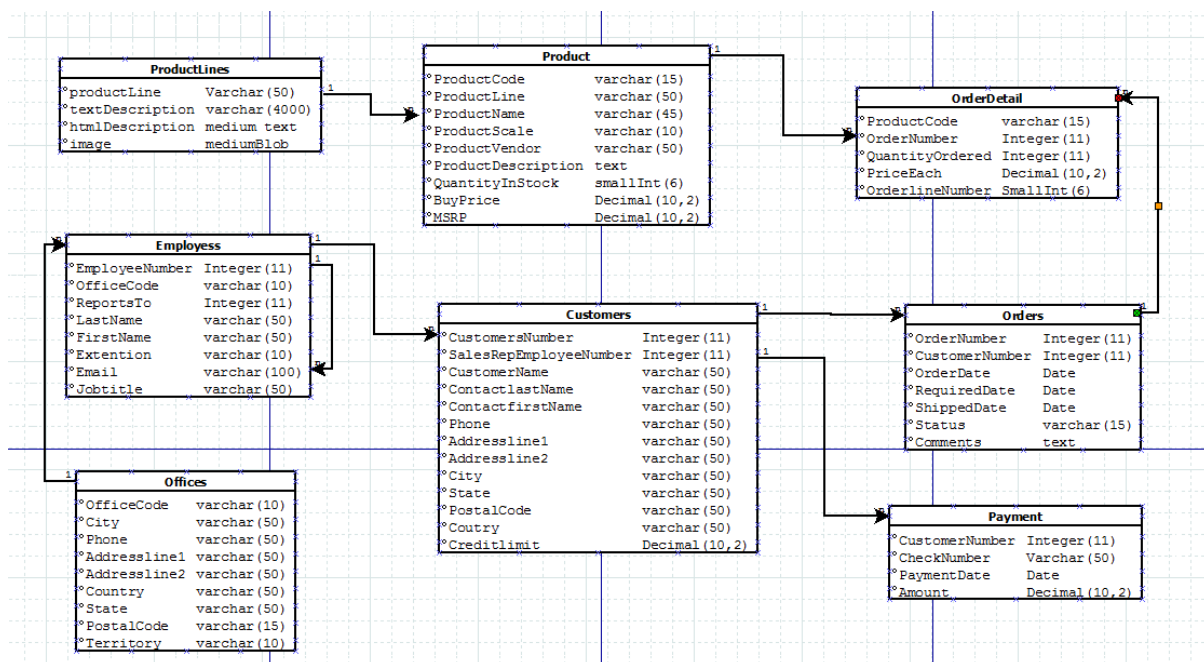 ProductLines
productLine Varchar(50)
textDescription varchar(4000)
htmlDescription medium text
image mediumBlob
1
Product
ProductCode varchar(15)
ProductLine varchar(50)
ProductName varchar(45)
ProductScale varchar(10)
ProductVendor varchar(50)
ProductDescription text
QuantityInStock smallInt(6)
BuyPrice Decimal(10,2)
MSRP Decimal(10,2)
1
OrderDetail
ProductCode varchar(15)
OrderNumber Integer(11)
QuantityOrdered Integer(11)
PriceEach Decimal(10,2)
OrderlineNumber SmallInt(6)
Employess
EmployeeNumber Integer(11)
OfficeCode varchar(10)
ReportsTo Integer(11)
LastName varchar(50)
FirstName varchar(50)
Extention varchar(10)
Email varchar(100)
Jobtitle varchar(50)
1
1
Customers
CustomersNumber Integer(11)
SalesRepEmployeeNumber Integer(11)
CustomerName varchar(50)
ContactlastName varchar(50)
ContactfirstName varchar(50)
Phone varchar(50)
Addressline1 varchar(50)
Addressline2 varchar(50)
City varchar(50)
State varchar(50)
PostalCode varchar(50)
Coutry varchar(50)
Creditlimit Decimal(10,2)
1
1
Orders
OrderNumber Integer(11)
CustomerNumber Integer(11)
OrderDate Date
RequiredDate Date
ShippedDate Date
Status varchar(15)
Comments text
1
1
Offices
OfficeCode varchar(10)
City varchar(50)
Phone varchar(50)
Addressline1 varchar(50)
Addressline2 varchar(50)
Country varchar(50)
State varchar(50)
PostalCode varchar(15)
Territory varchar(10)
Payment
CustomerNumber Integer(11)
CheckNumber Varchar(50)
PaymentDate Date
Amount Decimal(10,2)